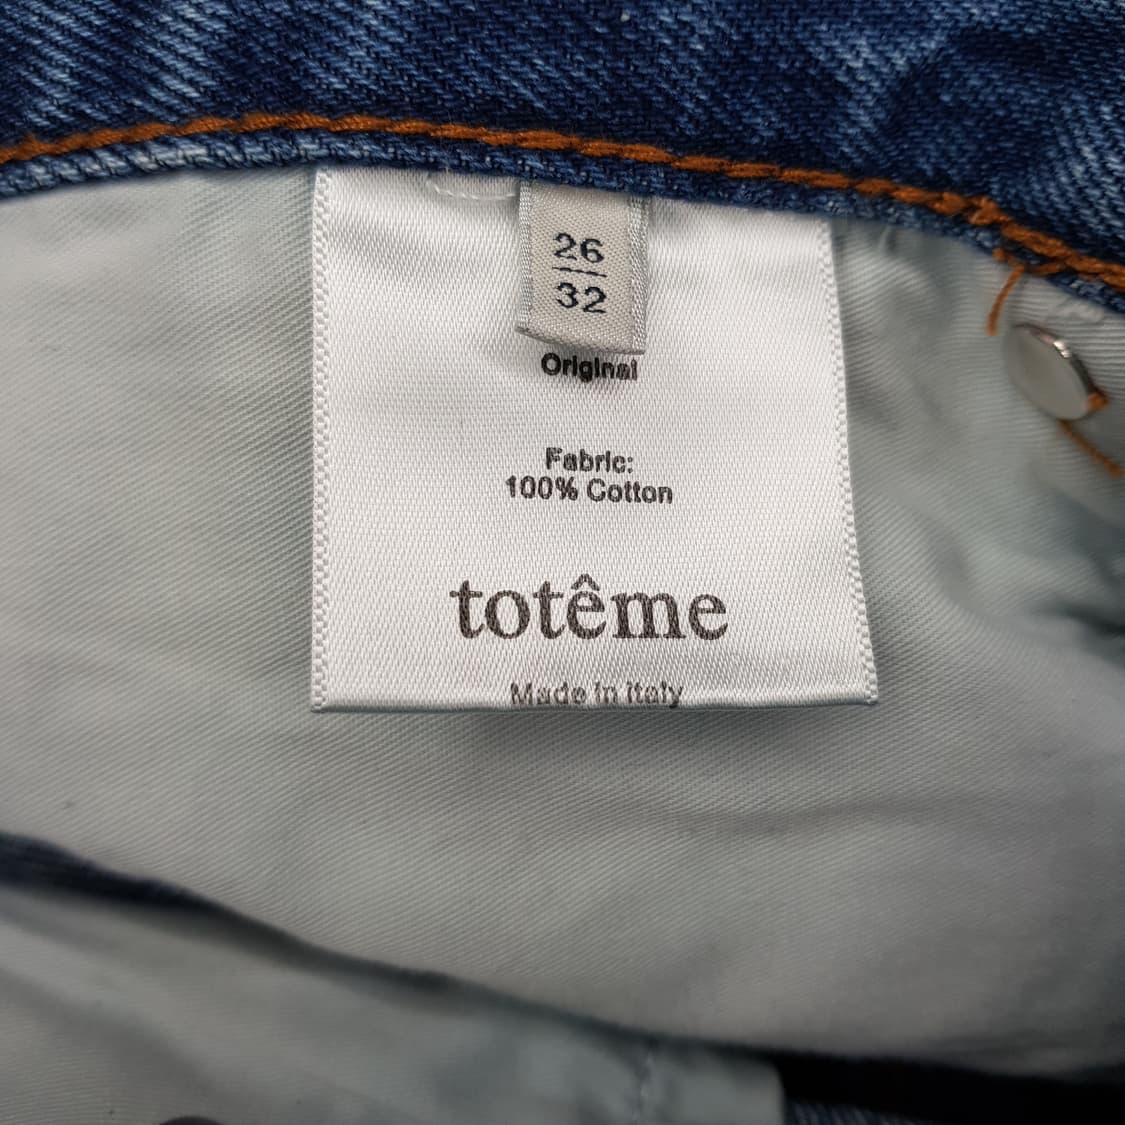 26
32
Original
Fabric:
100% Cotton
totême
Made in Italy